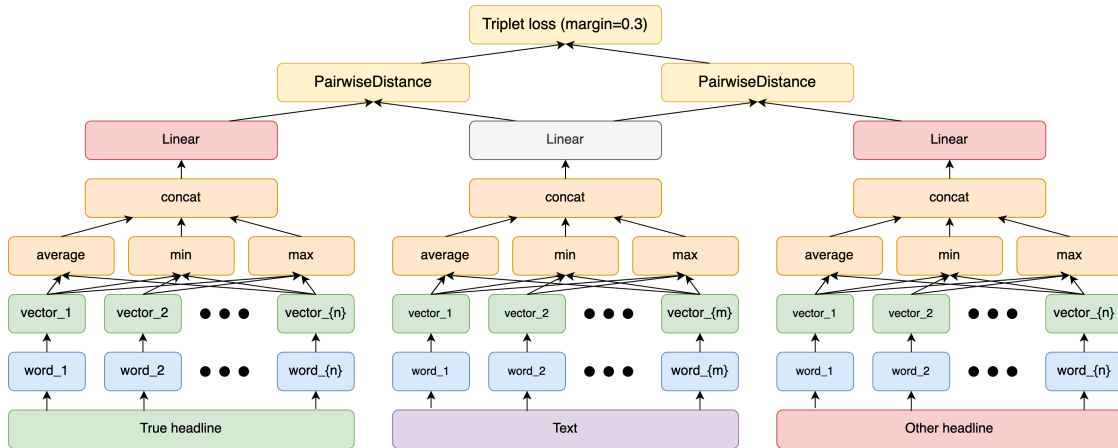 Triplet loss (margin=0.3)
PairwiseDistance PairwiseDistance
Linear Linear Linear
concat concat concat
average min max average min max average min max
vector_1 vector_2 vector_{n} vector_1 vector_2 vector_{m} vector_1 vector_2 vector_{n}
word_1 word_2 word_{n} word_1 word_2 word_{m} word_1 word_2 word_{n}
True headline Text Other headline